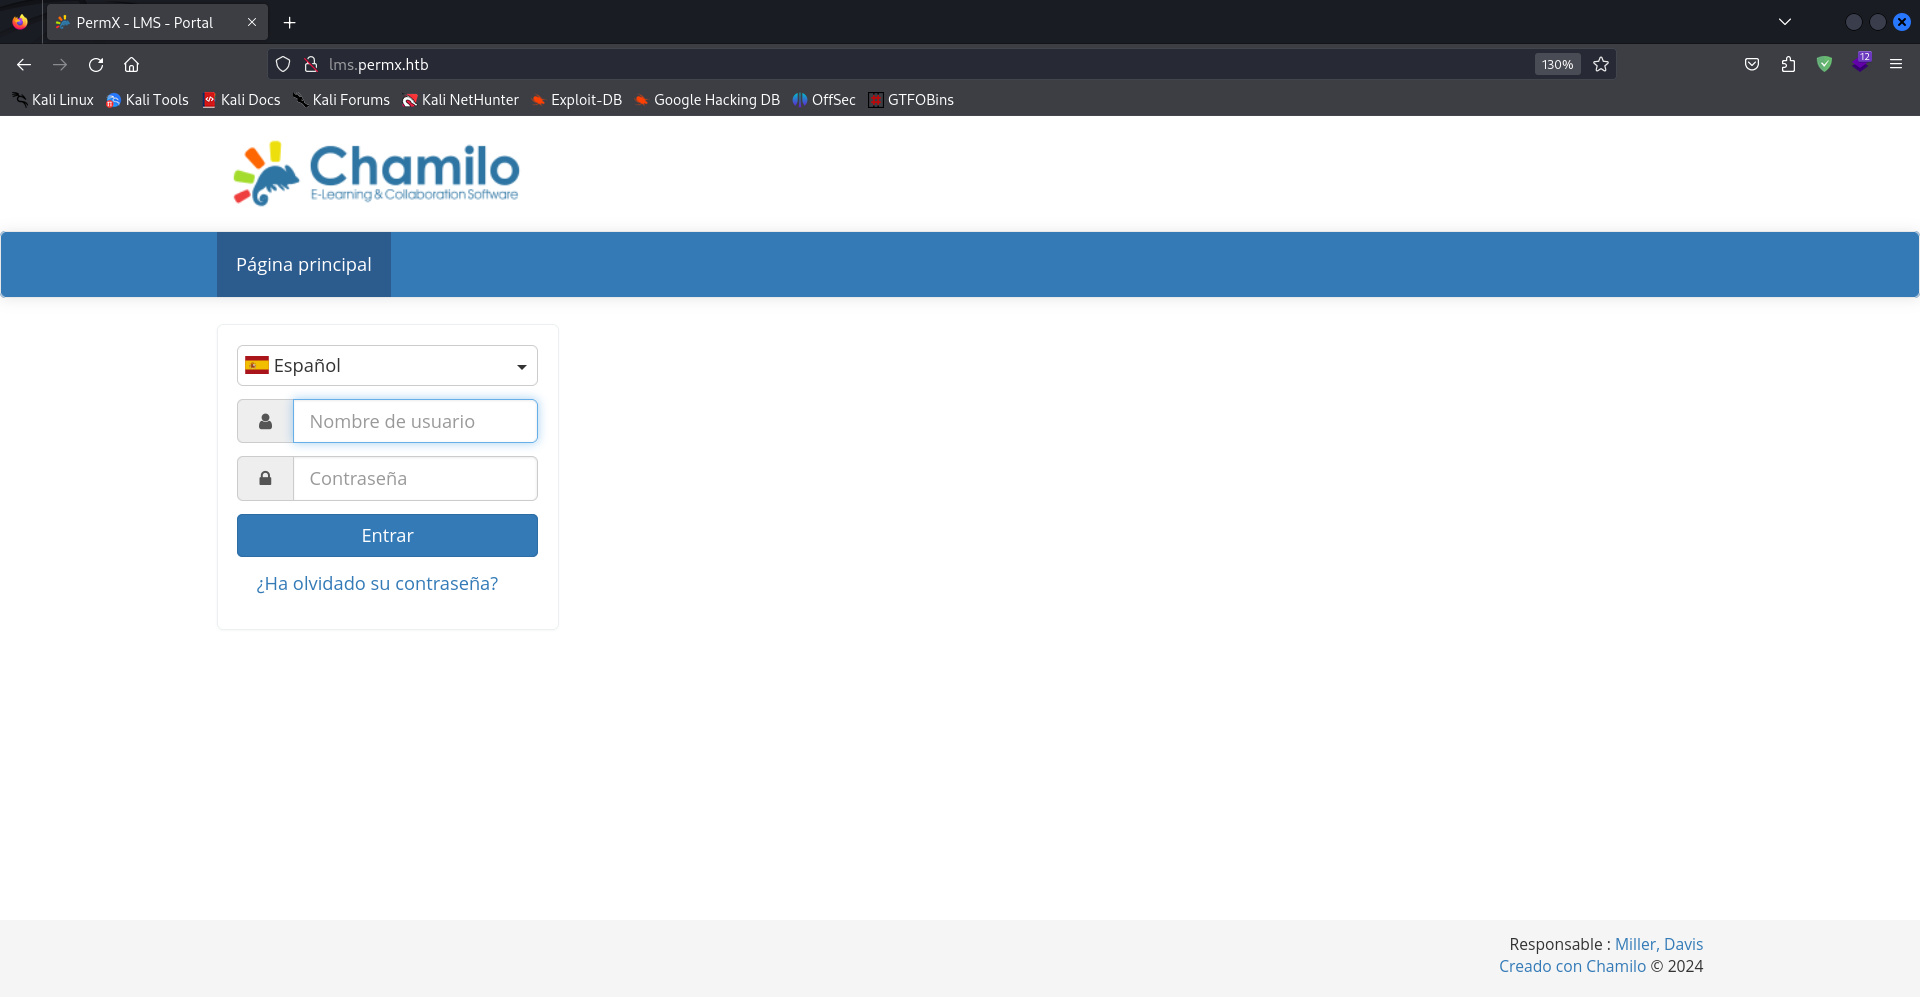 PermX - LMS - Portal
lms.permx.htb
130%
12
Kali Linux
Kali Tools
Kali Docs
Kali Forums
Kali NetHunter
Exploit-DB
Google Hacking DB
OffSec
GTFOBins
Chamilo
E-Learning & Collaboration Software
Página principal
Español
Nombre de usuario
Contraseña
Entrar
¿Ha olvidado su contraseña?
Responsable : Miller, Davis
Creado con Chamilo © 2024